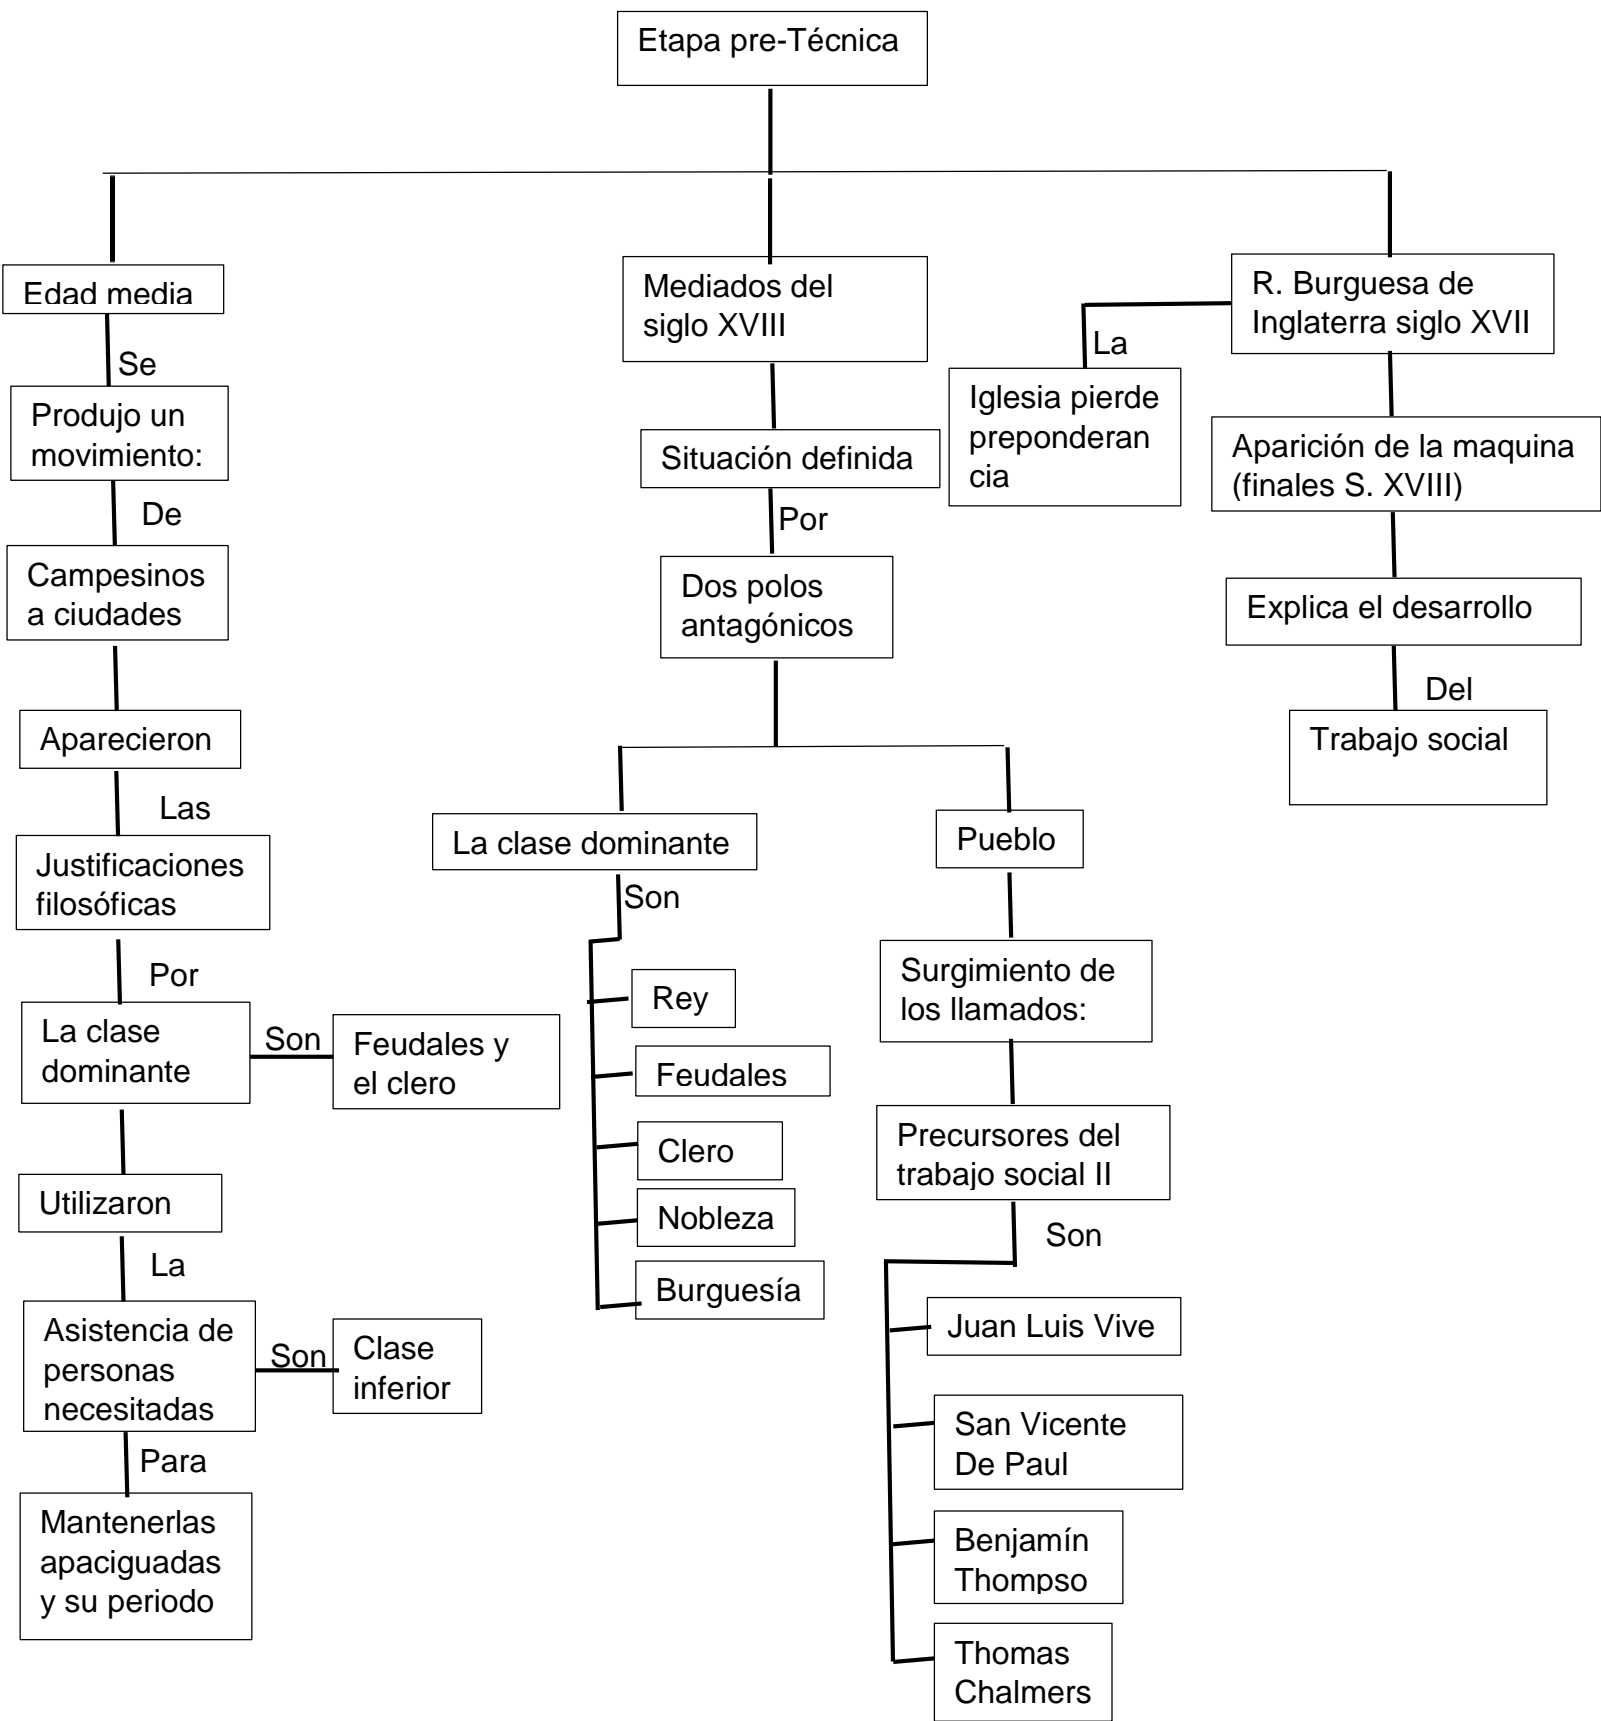 Etapa pre-Técnica
Edad media
Se
Produjo un
movimiento:
De
Campesinos
a ciudades
Aparecieron
Las
Justificaciones
filosóficas
Por
La clase
dominante
Son
Feudales y
el clero
Utilizaron
La
Asistencia de
personas
necesitadas
Son
Clase
inferior
Para
Mantenerlas
apaciguadas
y su periodo
Mediados del
siglo XVIII
Situación definida
Por
Dos polos
antagónicos
La clase dominante
Son
Rey
Feudales
Clero
Nobleza
Burguesía
Pueblo
Surgimiento de
los llamados:
Precursores del
trabajo social II
Son
Juan Luis Vive
San Vicente
De Paul
Benjamín
Thompso
Thomas
Chalmers
R. Burguesa de
Inglaterra siglo XVII
La
Iglesia pierde
preponderan
cia
Aparición de la maquina
(finales S. XVIII)
Explica el desarrollo
Del
Trabajo social